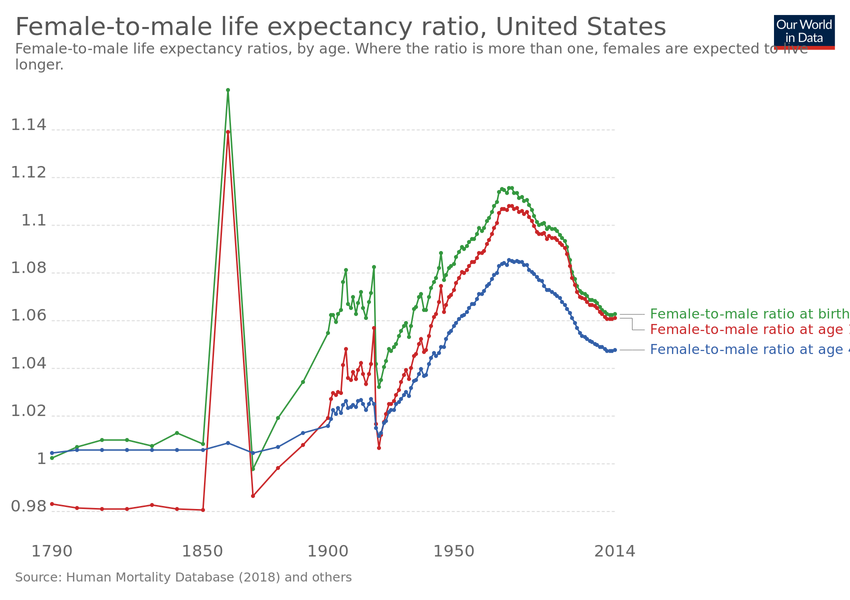 Female-to-male life expectancy ratio, United States
Our World
in Data
Female-to-male life expectancy ratios, by age. Where the ratio is more than one, females are expected to live
longer.
1.14
1.12
1.1
1.08
1.06
1.04
1.02
1
0.98
Female-to-male ratio at birth
Female-to-male ratio at age
Female-to-male ratio at age
1790
1850
1900
1950
2014
Source: Human Mortality Database (2018) and others